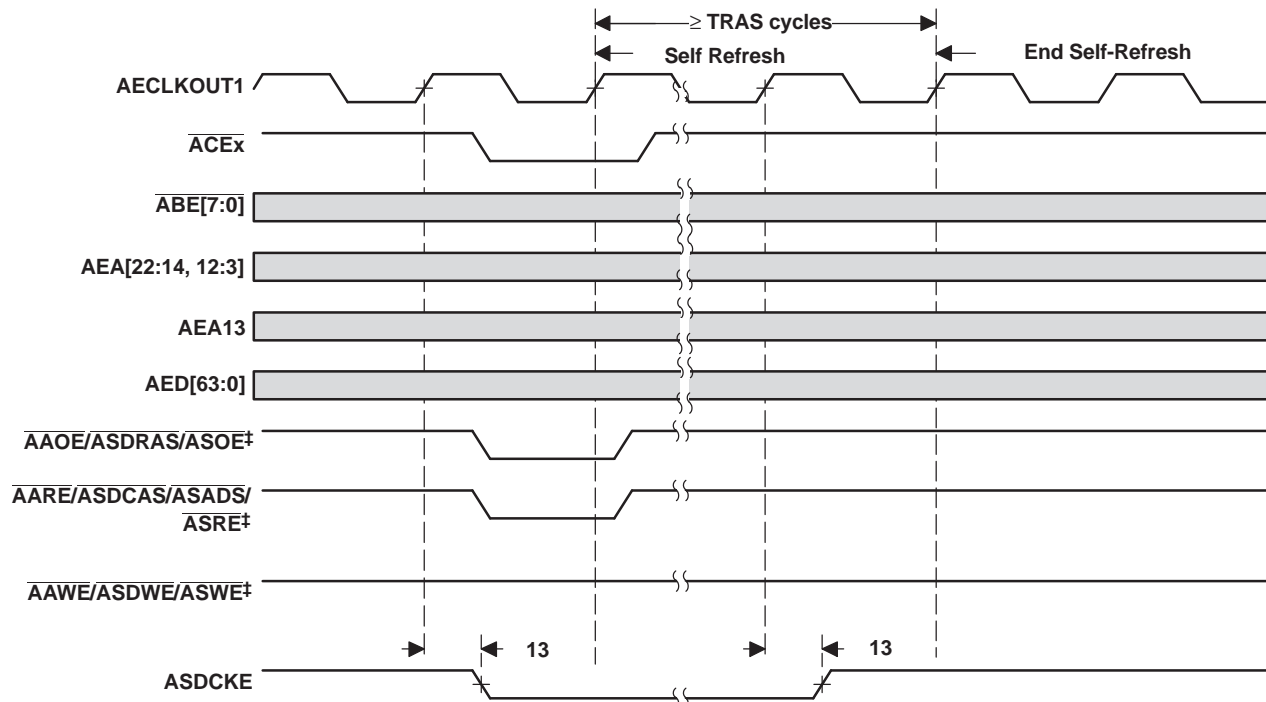 ≥ TRAS cycles
Self Refresh
End Self-Refresh
AECLKOUT1
ACEx
ABE[7:0]
AEA[22:14, 12:3]
AEA13
AED[63:0]
AAOE/ASDRAS/ASOE‡
AARE/ASDCAS/ASADS/
ASRE‡
AAWE/ASDWE/ASWE‡
13
13
ASDCKE